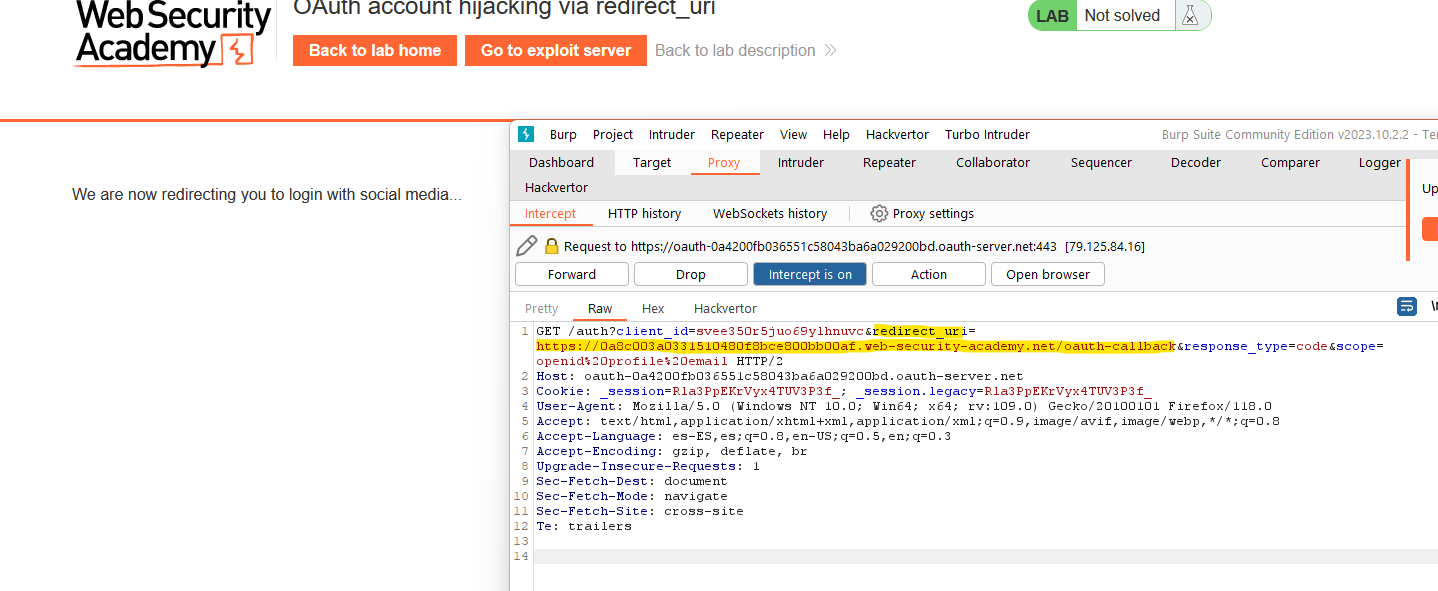 Web Security
Academy
OAuth account hijacking via redirect_uri
LAB Not solved
Back to lab home Go to exploit server Back to lab description
We are now redirecting you to login with social media...
Burp Project Intruder Repeater View Help Hackvertor Turbo Intruder Burp Suite Community Edition v2023.10.2.2 - Te
Dashboard Target Proxy Intruder Repeater Collaborator Sequencer Decoder Comparer Logger
Hackvertor
Up
Intercept HTTP history WebSockets history Proxy settings
Request to https://oauth-0a4200fb036551c58043ba6a029200bd.oauth-server.net:443 [79.125.84.16]
Forward Drop Intercept is on Action Open browser
Pretty Raw Hex Hackvertor
1 GET /auth?client_id=svee350r5juo69ylhnuvc&redirect_uri=
https://0a8c003a0331510480f8bce800bb00af.web-security-academy.net/oauth-callback&response_type=code&scope=
openid%20profile%20email HTTP/2
2 Host: oauth-0a4200fb036551c58043ba6a029200bd.oauth-server.net
3 Cookie: _session=Rla3PpEKrVyx4TUV3P3f_; _session.legacy=Rla3PpEKrVyx4TUV3P3f_
4 User-Agent: Mozilla/5.0 (Windows NT 10.0; Win64; x64; rv:109.0) Gecko/20100101 Firefox/118.0
5 Accept: text/html,application/xhtml+xml,application/xml;q=0.9,image/avif,image/webp,*/*;q=0.8
6 Accept-Language: es-ES,es;q=0.8,en-US;q=0.5,en;q=0.3
7 Accept-Encoding: gzip, deflate, br
8 Upgrade-Insecure-Requests: 1
9 Sec-Fetch-Dest: document
10 Sec-Fetch-Mode: navigate
11 Sec-Fetch-Site: cross-site
12 Te: trailers
13
14